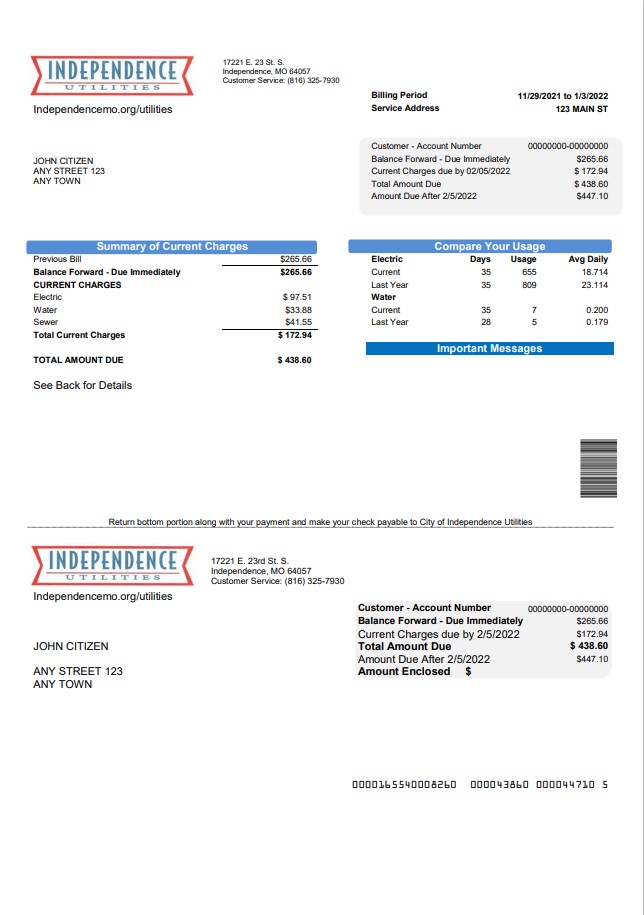 INDEPENDENCE
UTILITIES
Independencemo.org/utilities
17221 E. 23 St. S.
Independence, MO 64057
Customer Service: (816) 325-7930
Billing Period 11/29/2021 to 1/3/2022
Service Address 123 MAIN ST
JOHN CITIZEN
ANY STREET 123
ANY TOWN
Customer - Account Number 00000000-00000000
Balance Forward - Due Immediately $265.66
Current Charges due by 02/05/2022 $ 172.94
Total Amount Due $ 438.60
Amount Due After 2/5/2022 $447.10
Summary of Current Charges
Previous Bill $265.66
Balance Forward - Due Immediately $265.66
CURRENT CHARGES
Electric $ 97.51
Water $33.88
Sewer $41.55
Total Current Charges $ 172.94
TOTAL AMOUNT DUE $ 438.60
See Back for Details
Compare Your Usage
Electric Days Usage Avg Daily
Current 35 655 18.714
Last Year 35 809 23.114
Water
Current 35 7 0.200
Last Year 28 5 0.179
Important Messages
Return bottom portion along with your payment and make your check payable to City of Independence Utilities
INDEPENDENCE
UTILITIES
Independencemo.org/utilities
17221 E. 23rd St. S.
Independence, MO 64057
Customer Service: (816) 325-7930
JOHN CITIZEN
ANY STREET 123
ANY TOWN
Customer - Account Number 00000000-00000000
Balance Forward - Due Immediately $265.66
Current Charges due by 2/5/2022 $172.94
Total Amount Due $ 438.60
Amount Due After 2/5/2022 $447.10
Amount Enclosed $
0000165540008260 000043860 000044710 5